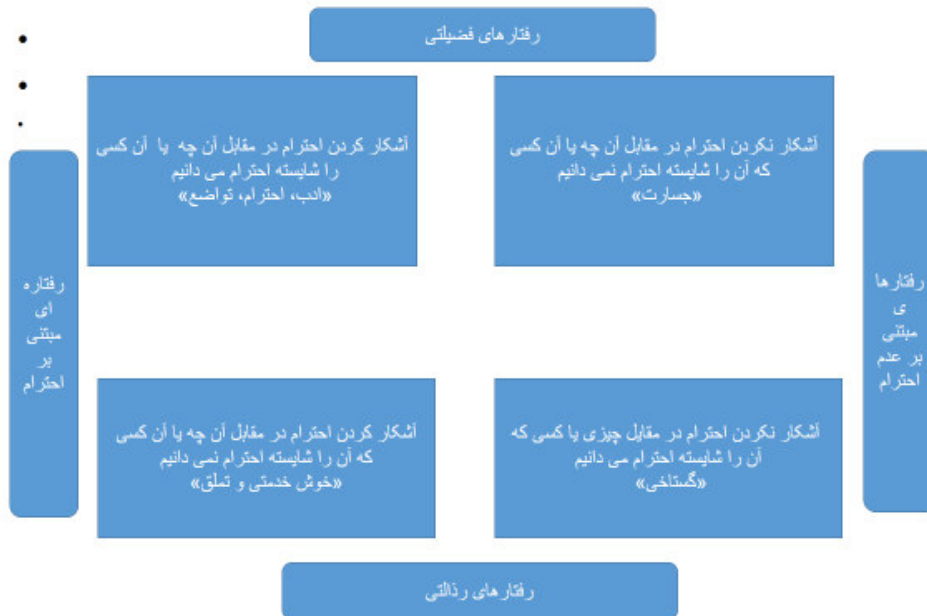 رفتارهای فضیلتی
آشکار نکردن احترام در مقابل آن چه یا آن کسی
که آن را شایسته احترام نمی دانیم
«جسارت»
آشکار کردن احترام در مقابل آن چه یا آن کسی
را شایسته احترام می دانیم
«ادب، احترام، تواضع»
رفتارها
ی
مبتنی
بر عدم
احترام
رفتاره
ای
مبتنی
بر
احترام
آشکار نکردن احترام در مقابل چیزی یا کسی که
آن را شایسته احترام می دانیم
«گستاخی»
آشکار کردن احترام در مقابل آن چه یا آن کسی
که آن را شایسته احترام نمی دانیم
«خوش خدمتی و تملّق»
رفتارهای رذالتی